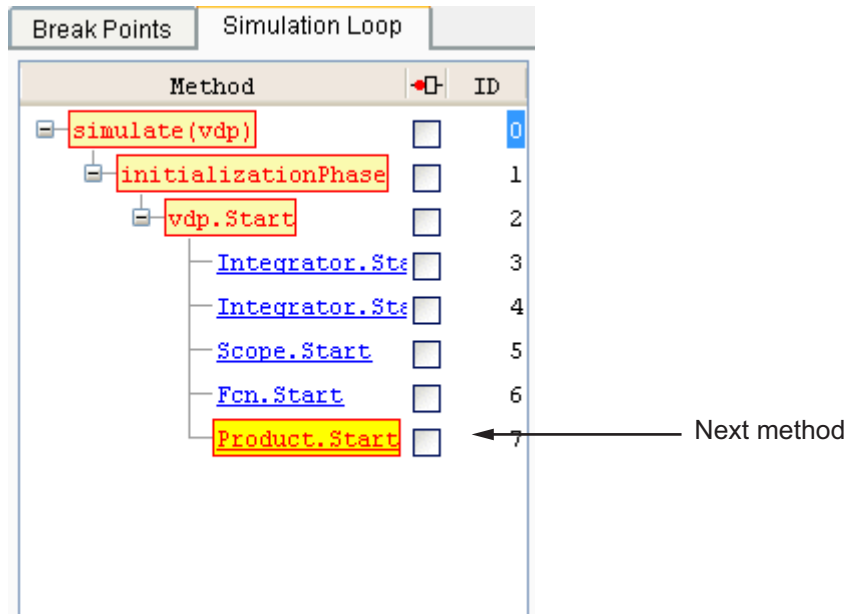 Break Points Simulation Loop
Method ID
simulate(vdp) 0
initializationPhase 1
vdp.Start 2
Integrator.Sta 3
Integrator.Sta 4
Scope.Start 5
Fcn.Start 6
Product.Start 7 Next method